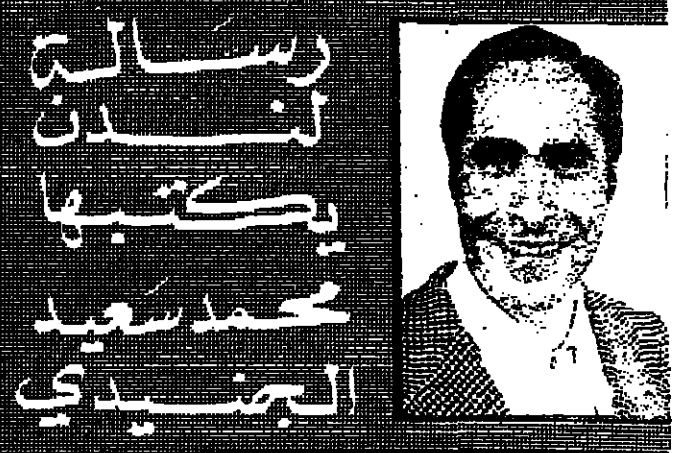 رسالة
لندن
يكتبها
محمد سعيد
الجنيدي